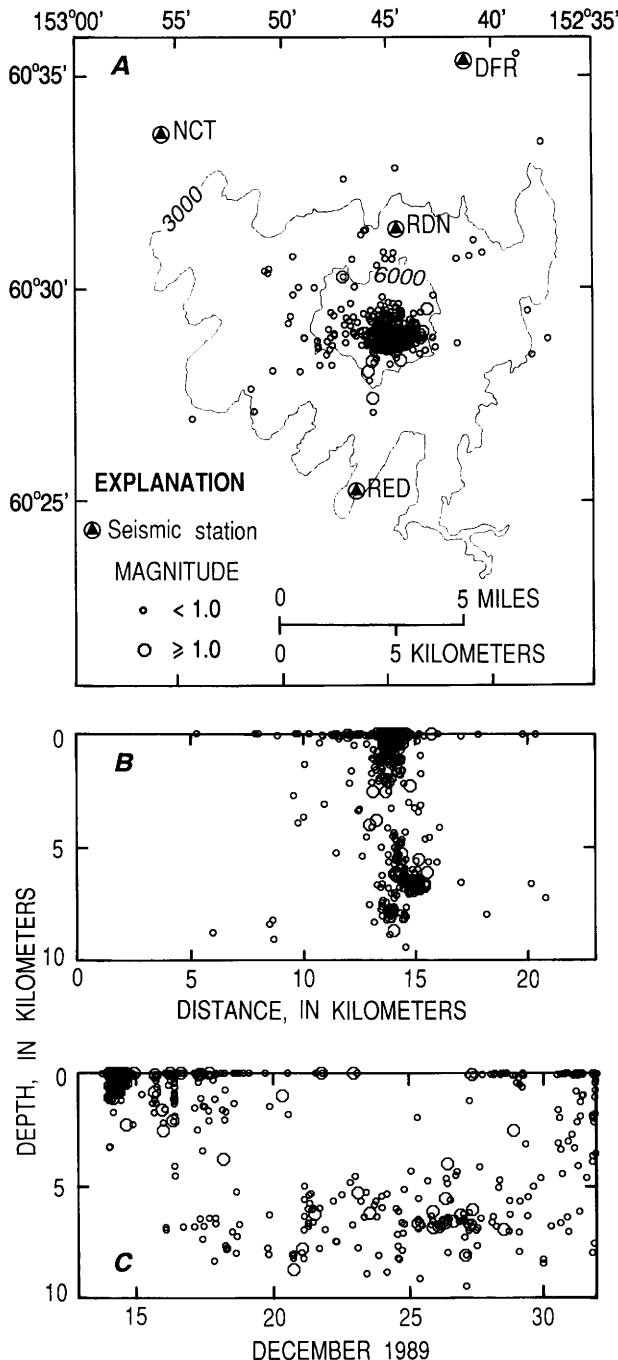 153°00' 55' 50' 45' 40' 152°35'
A
DFR
60°35'
NCT
3000
RDN
60°30'
6000
EXPLANATION
60°25'
RED
Seismic station
MAGNITUDE
< 1.0
⩾ 1.0
0 5 MILES
0 5 KILOMETERS
0
B
5
10
0 5 10 15 20
DISTANCE, IN KILOMETERS
DEPTH, IN KILOMETERS
0
5
C
10
15 20 25 30
DECEMBER 1989